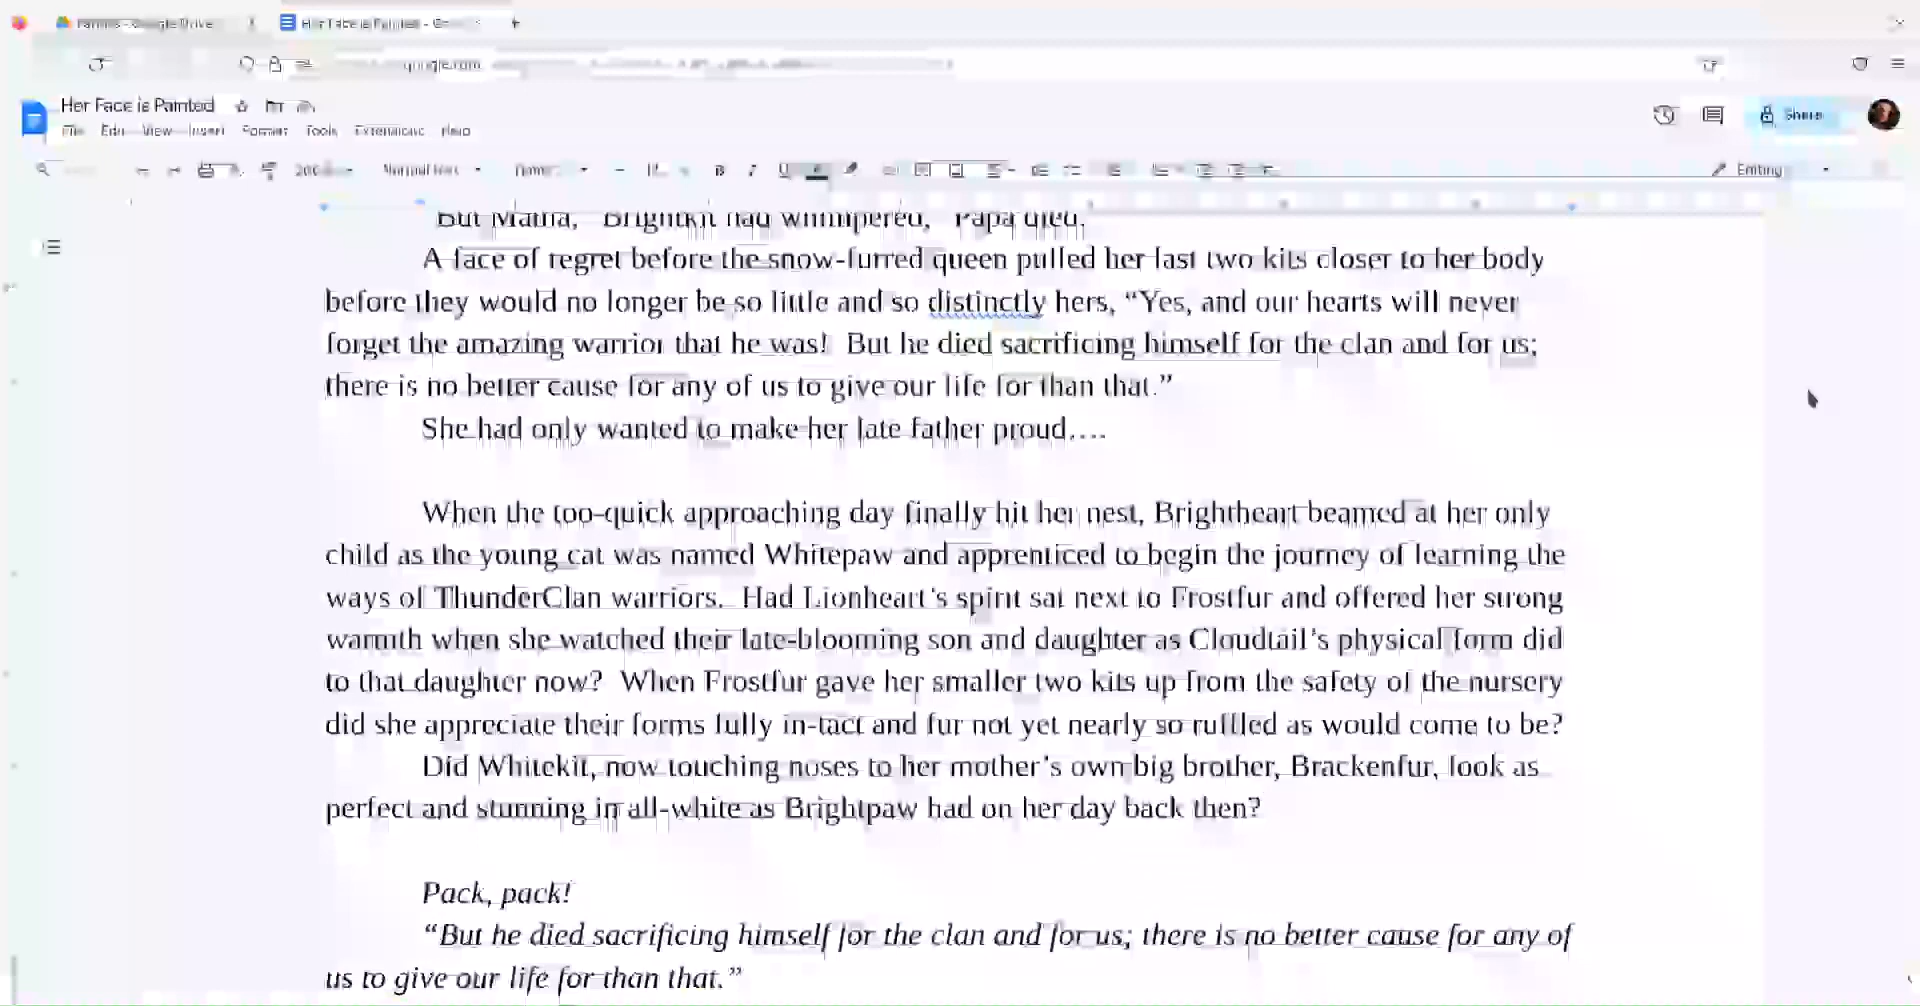 Her Face is Painted
File Edit View Insert Format Tools Extensions Help
Share
Editing
But Mama, Brightkit had whimpered, Papa died.
A face of regret before the snow-furred queen pulled her last two kits closer to her body
before they would no longer be so little and so distinctly hers, “Yes, and our hearts will never
forget the amazing warrior that he was!  But he died sacrificing himself for the clan and for us;
there is no better cause for any of us to give our life for than that.”
She had only wanted to make her late father proud….
When the too-quick approaching day finally hit her nest, Brightheart beamed at her only
child as the young cat was named Whitepaw and apprenticed to begin the journey of learning the
ways of ThunderClan warriors.  Had Lionheart’s spirit sat next to Frostfur and offered her strong
warmth when she watched their late-blooming son and daughter as Cloudtail’s physical form did
to that daughter now?  When Frostfur gave her smaller two kits up from the safety of the nursery
did she appreciate their forms fully in-tact and fur not yet nearly so ruffled as would come to be?
Did Whitekit, now touching noses to her mother’s own big brother, Brackenfur, look as
perfect and stunning in all-white as Brightpaw had on her day back then?
Pack, pack!
“But he died sacrificing himself for the clan and for us; there is no better cause for any of
us to give our life for than that.”